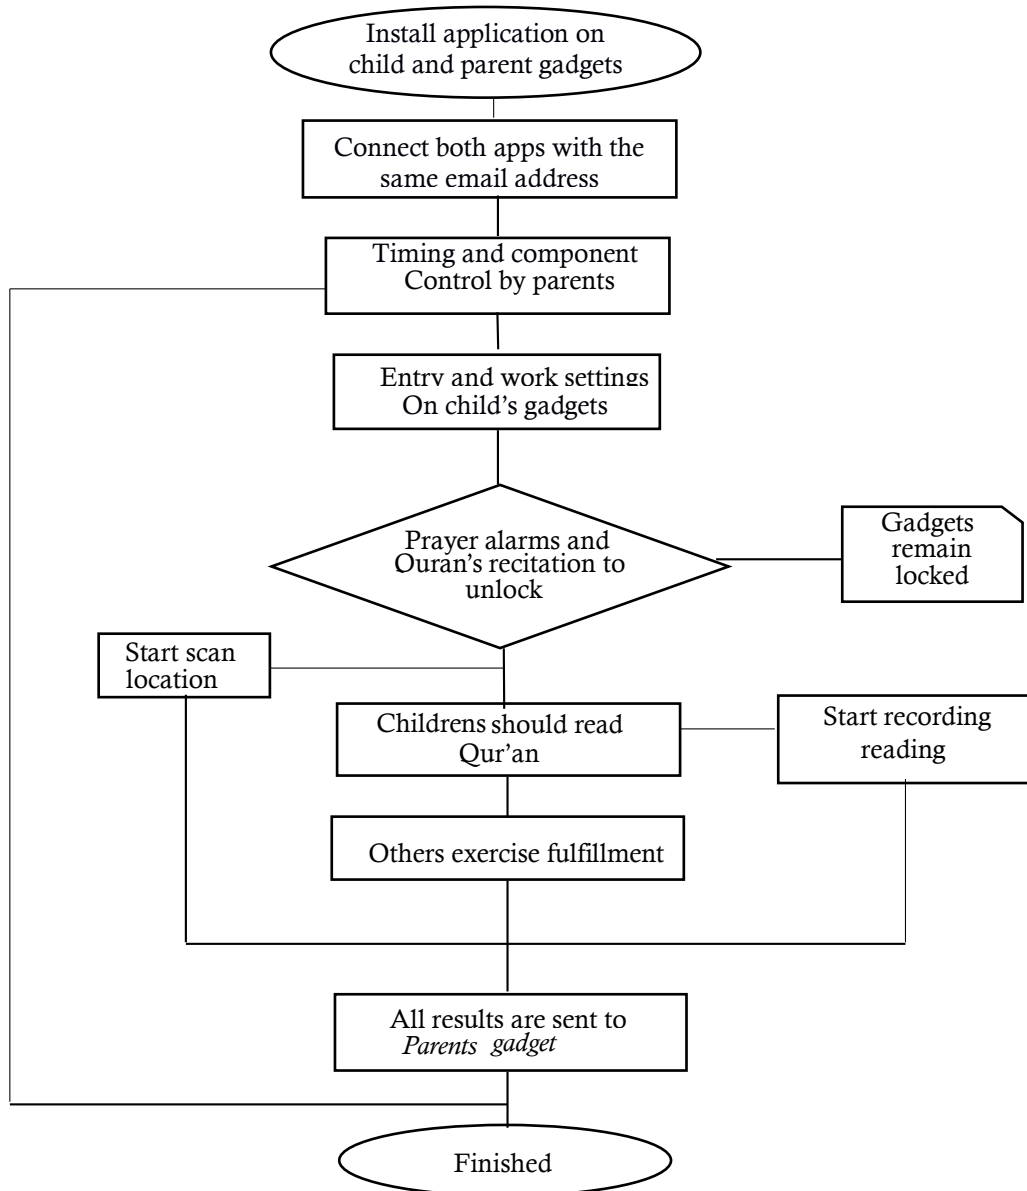 Install application on
child and parent gadgets
Connect both apps with the
same email address
Timing and component
Control by parents
Entry and work settings
On child's gadgets
Prayer alarms and
Quran's recitation to
unlock
Gadgets
remain
locked
Start scan
location
Childrens should read
Qur'an
Start recording
reading
Others exercise fulfillment
All results are sent to
Parents gadget
Finished